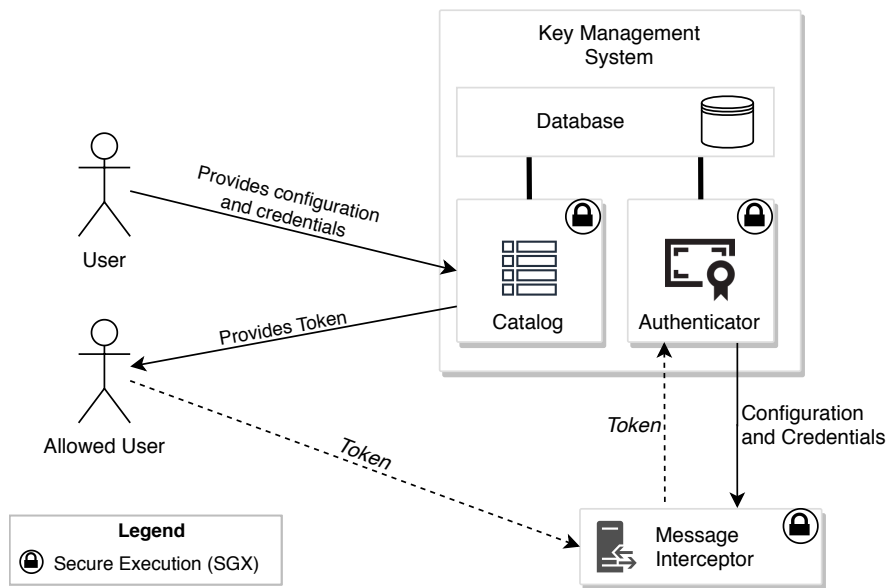 Key Management
System
Database
Provides configuration
and credentials
User
Catalog
Authenticator
Provides Token
Allowed User
Token
Token
Configuration
and Credentials
Message
Interceptor
Legend
Secure Execution (SGX)